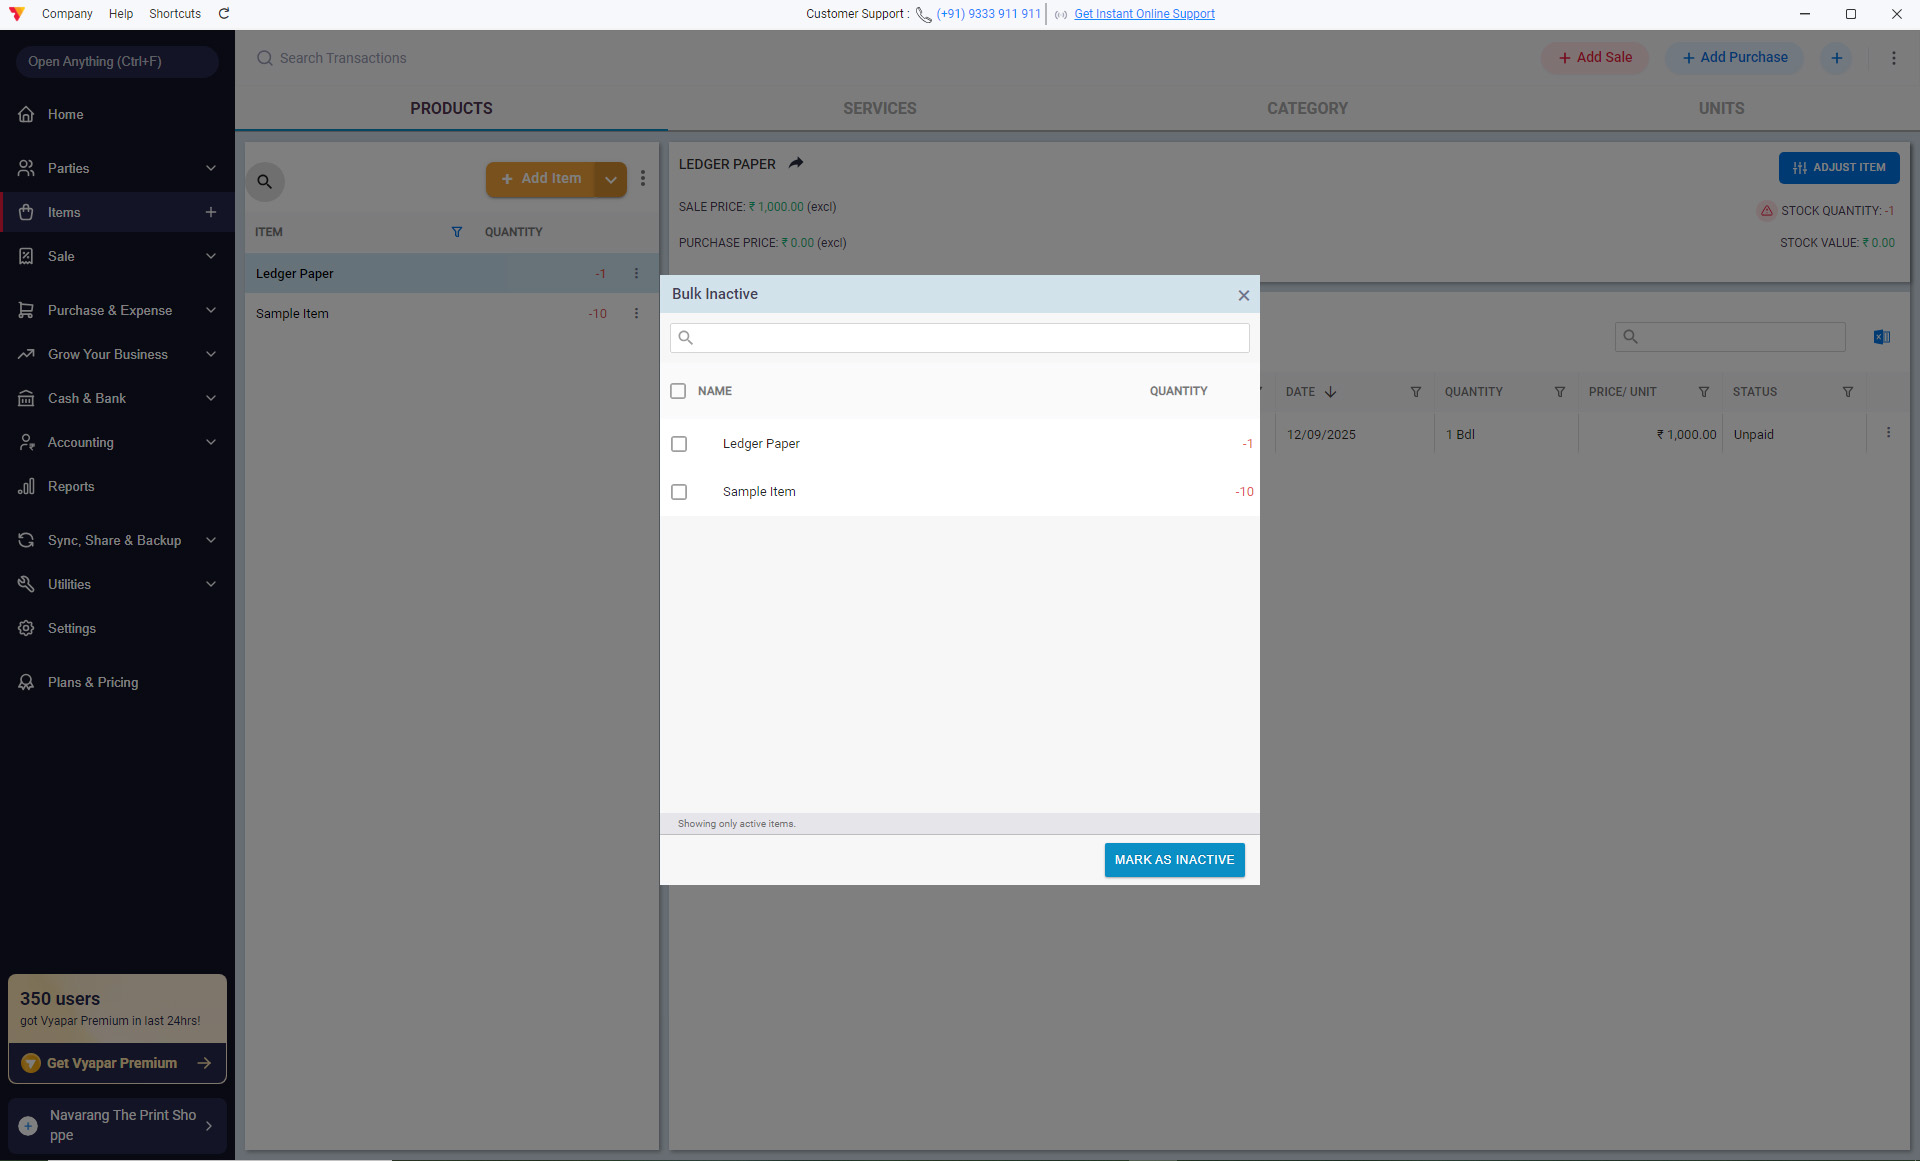 Company Help Shortcuts
Customer Support : (+91) 9333 911 911 Get Instant Online Support
Open Anything (Ctrl+F)
Home
Parties
Items
Sale
Purchase & Expense
Grow Your Business
Cash & Bank
Accounting
Reports
Sync, Share & Backup
Utilities
Settings
Plans & Pricing
350 users
got Vyapar Premium in last 24hrs!
Get Vyapar Premium
Navarang The Print Sho
ppe
Search Transactions
Add Sale
Add Purchase
PRODUCTS SERVICES CATEGORY UNITS
Add Item
ITEM QUANTITY
Ledger Paper -1
Sample Item -10
LEDGER PAPER
ADJUST ITEM
SALE PRICE: ₹ 1,000.00 (excl)
STOCK QUANTITY: -1
PURCHASE PRICE: ₹ 0.00 (excl)
STOCK VALUE: ₹ 0.00
DATE QUANTITY PRICE/ UNIT STATUS
12/09/2025 1 Bdl ₹ 1,000.00 Unpaid
Bulk Inactive
NAME QUANTITY
Ledger Paper -1
Sample Item -10
Showing only active items.
MARK AS INACTIVE